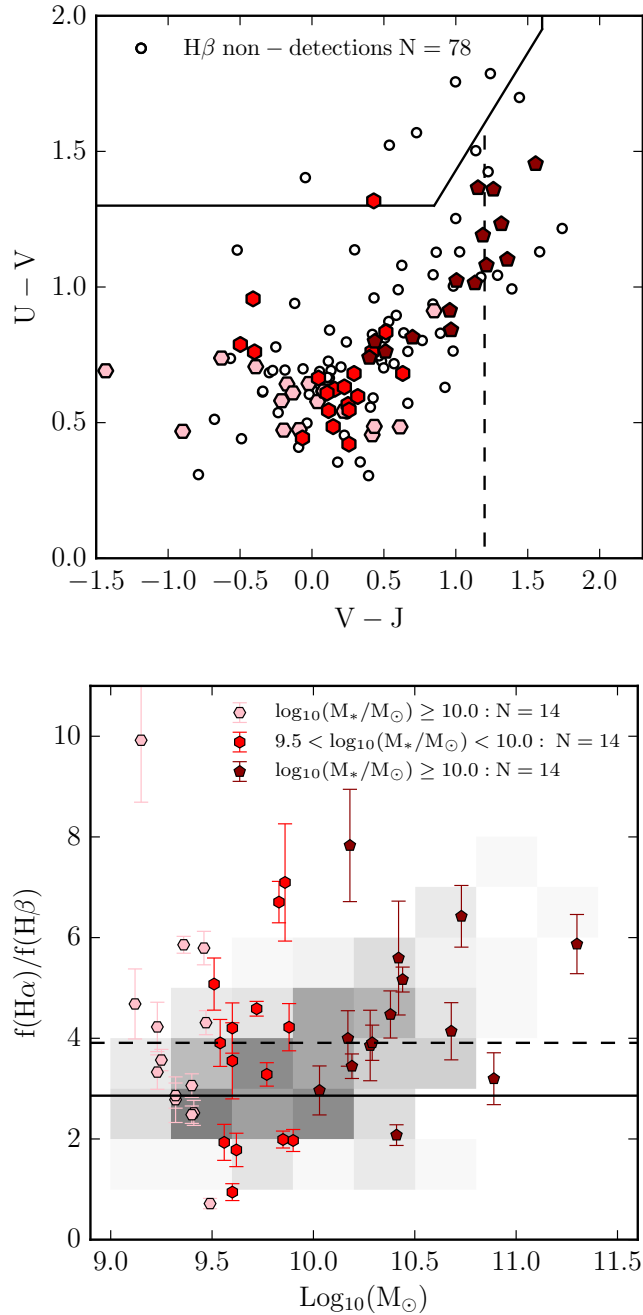 2.0
Hβ non − detections N = 78
1.5
U − V
1.0
0.5
0.0
−1.5 −1.0 −0.5 0.0 0.5 1.0 1.5 2.0
V − J
10
log₁₀(M*/M⊙) ≥ 10.0 : N = 14
9.5 < log₁₀(M*/M⊙) < 10.0 : N = 14
log₁₀(M*/M⊙) ≥ 10.0 : N = 14
8
f(Hα)/f(Hβ)
6
4
2
0
9.0 9.5 10.0 10.5 11.0 11.5
Log₁₀(M⊙)